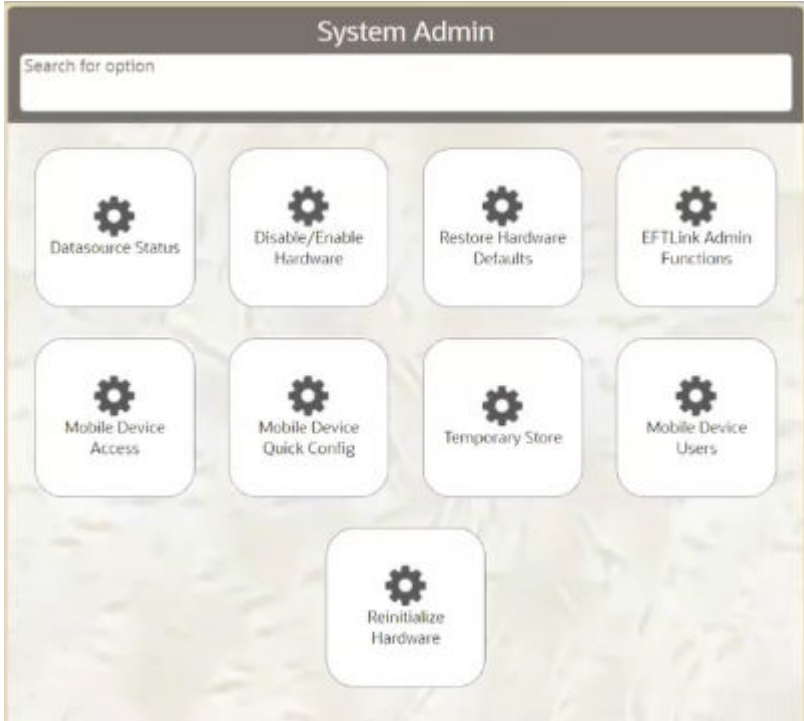 System Admin
Search for option
Datasource Status
Disable/Enable
Hardware
Restore Hardware
Defaults
EFTLink Admin
Functions
Mobile Device
Access
Mobile Device
Quick Config
Temporary Store
Mobile Device
Users
Reinitialize
Hardware